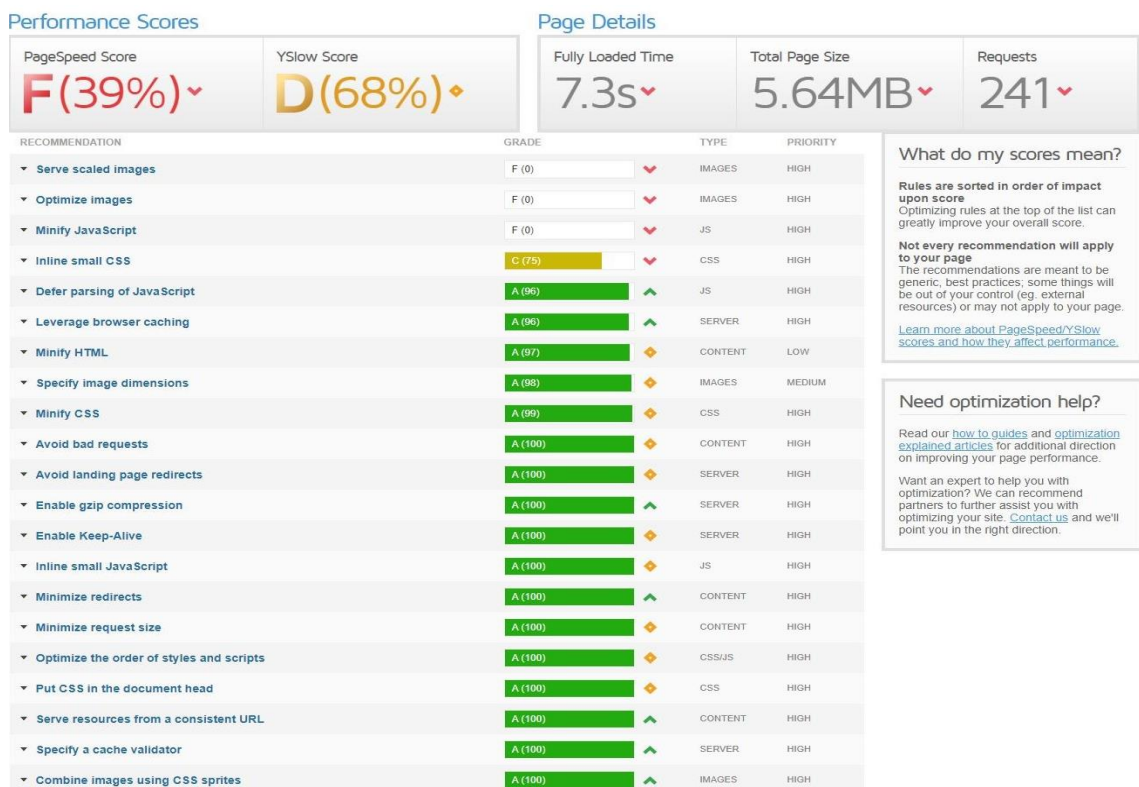 Performance Scores
Page Details
PageSpeed Score
YSlow Score
Fully Loaded Time
Total Page Size
Requests
F(39%)
D(68%)
7.3s
5.64MB
241
RECOMMENDATION GRADE TYPE PRIORITY
Serve scaled images F (0) IMAGES HIGH
Optimize images F (0) IMAGES HIGH
Minify JavaScript F (0) JS HIGH
Inline small CSS C (75) CSS HIGH
Defer parsing of JavaScript A (96) JS HIGH
Leverage browser caching A (96) SERVER HIGH
Minify HTML A (97) CONTENT LOW
Specify image dimensions A (98) IMAGES MEDIUM
Minify CSS A (99) CSS HIGH
Avoid bad requests A (100) CONTENT HIGH
Avoid landing page redirects A (100) SERVER HIGH
Enable gzip compression A (100) SERVER HIGH
Enable Keep-Alive A (100) SERVER HIGH
Inline small JavaScript A (100) JS HIGH
Minimize redirects A (100) CONTENT HIGH
Minimize request size A (100) CONTENT HIGH
Optimize the order of styles and scripts A (100) CSS/JS HIGH
Put CSS in the document head A (100) CSS HIGH
Serve resources from a consistent URL A (100) CONTENT HIGH
Specify a cache validator A (100) SERVER HIGH
Combine images using CSS sprites A (100) IMAGES HIGH
What do my scores mean?
Rules are sorted in order of impact
upon score
Optimizing rules at the top of the list can
greatly improve your overall score.
Not every recommendation will apply
to your page
The recommendations are meant to be
generic, best practices; some things will
be out of your control (eg. external
resources) or may not apply to your page.
Learn more about PageSpeed/YSlow
scores and how they affect performance.
Need optimization help?
Read our how to guides and optimization
explained articles for additional direction
on improving your page performance.
Want an expert to help you with
optimization? We can recommend
partners to further assist you with
optimizing your site. Contact us and we'll
point you in the right direction.